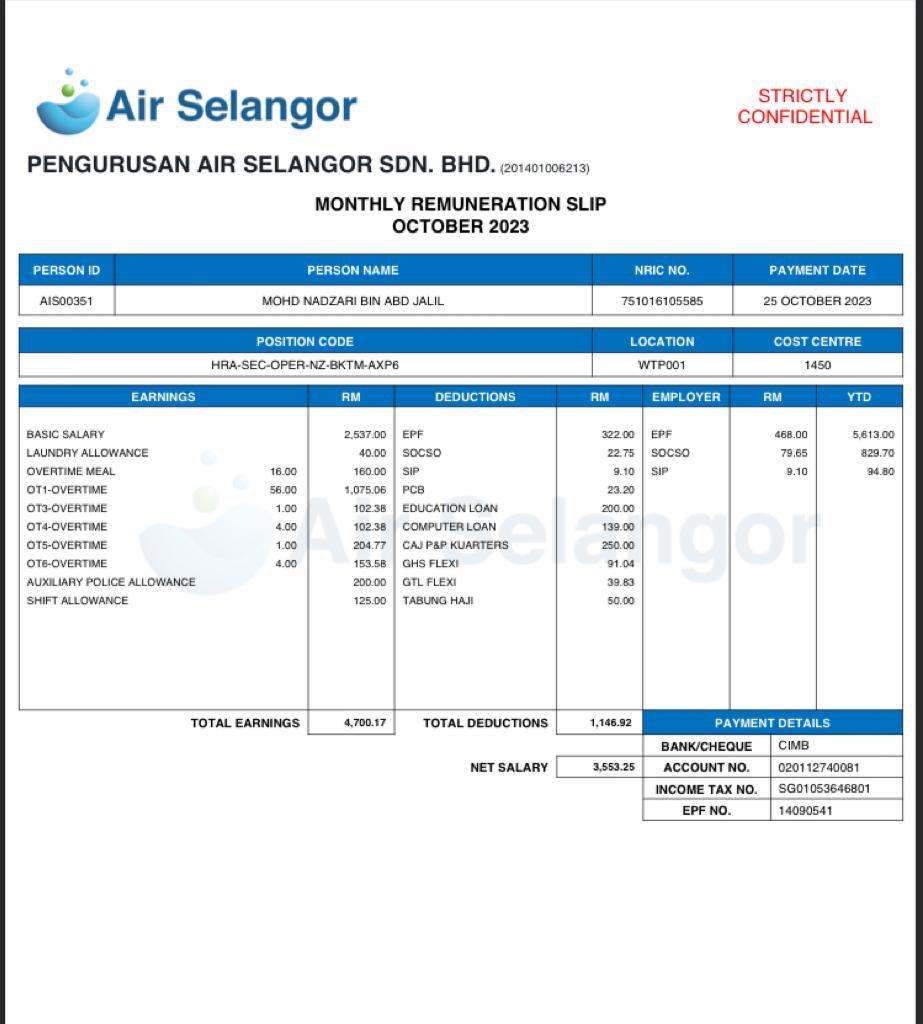 Air Selangor
STRICTLY
CONFIDENTIAL
PENGURUSAN AIR SELANGOR SDN. BHD. (201401006213)
MONTHLY REMUNERATION SLIP
OCTOBER 2023
PERSON ID PERSON NAME NRIC NO. PAYMENT DATE
AIS00351 MOHD NADZARI BIN ABD JALIL 751016105585 25 OCTOBER 2023
POSITION CODE LOCATION COST CENTRE
HRA-SEC-OPER-NZ-BKTM-AXP6 WTP001 1450
EARNINGS RM DEDUCTIONS RM EMPLOYER RM YTD
BASIC SALARY 2,537.00 EPF 322.00 EPF 468.00 5,613.00
LAUNDRY ALLOWANCE 40.00 SOCSO 22.75 SOCSO 79.65 829.70
OVERTIME MEAL 16.00 160.00 SIP 9.10 SIP 9.10 94.80
OT1-OVERTIME 56.00 1,075.06 PCB 23.20
OT3-OVERTIME 1.00 102.38 EDUCATION LOAN 200.00
OT4-OVERTIME 4.00 102.38 COMPUTER LOAN 139.00
OT5-OVERTIME 1.00 204.77 CAJ P&P KUARTERS 250.00
OT6-OVERTIME 4.00 153.58 GHS FLEXI 91.04
AUXILIARY POLICE ALLOWANCE 200.00 GTL FLEXI 39.83
SHIFT ALLOWANCE 125.00 TABUNG HAJI 50.00
Air Selangor
TOTAL EARNINGS 4,700.17 TOTAL DEDUCTIONS 1,146.92 PAYMENT DETAILS
BANK/CHEQUE CIMB
NET SALARY 3,553.25 ACCOUNT NO. 020112740081
INCOME TAX NO. SG01053646801
EPF NO. 14090541